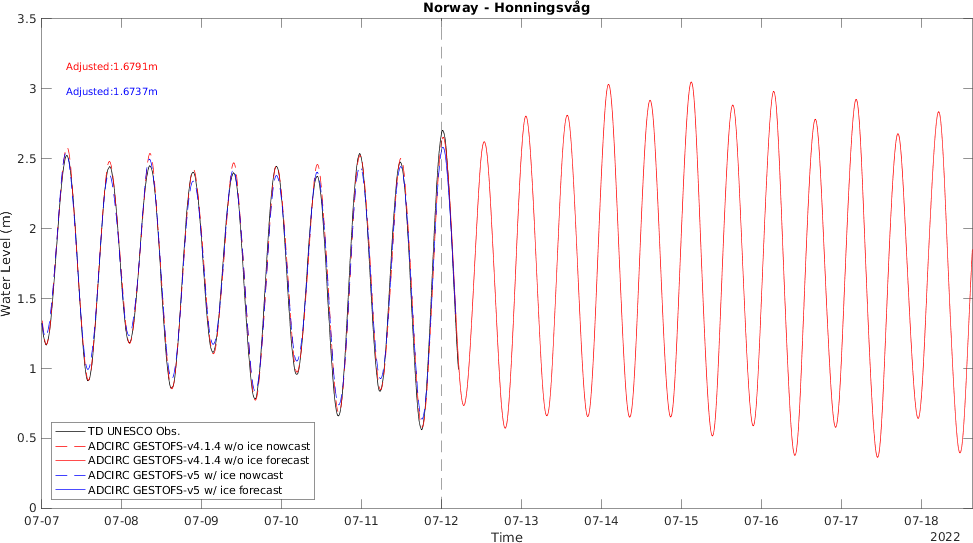 Norway - Honningsvåg
3.5
3
2.5
2
1.5
1
0.5
0
Water Level (m)
Adjusted:1.6791m
Adjusted:1.6737m
TD UNESCO Obs.
ADCIRC GESTOFS-v4.1.4 w/o ice nowcast
ADCIRC GESTOFS-v4.1.4 w/o ice forecast
ADCIRC GESTOFS-v5 w/ ice nowcast
ADCIRC GESTOFS-v5 w/ ice forecast
07-07 07-08 07-09 07-10 07-11 07-12 07-13 07-14 07-15 07-16 07-17 07-18
Time
2022